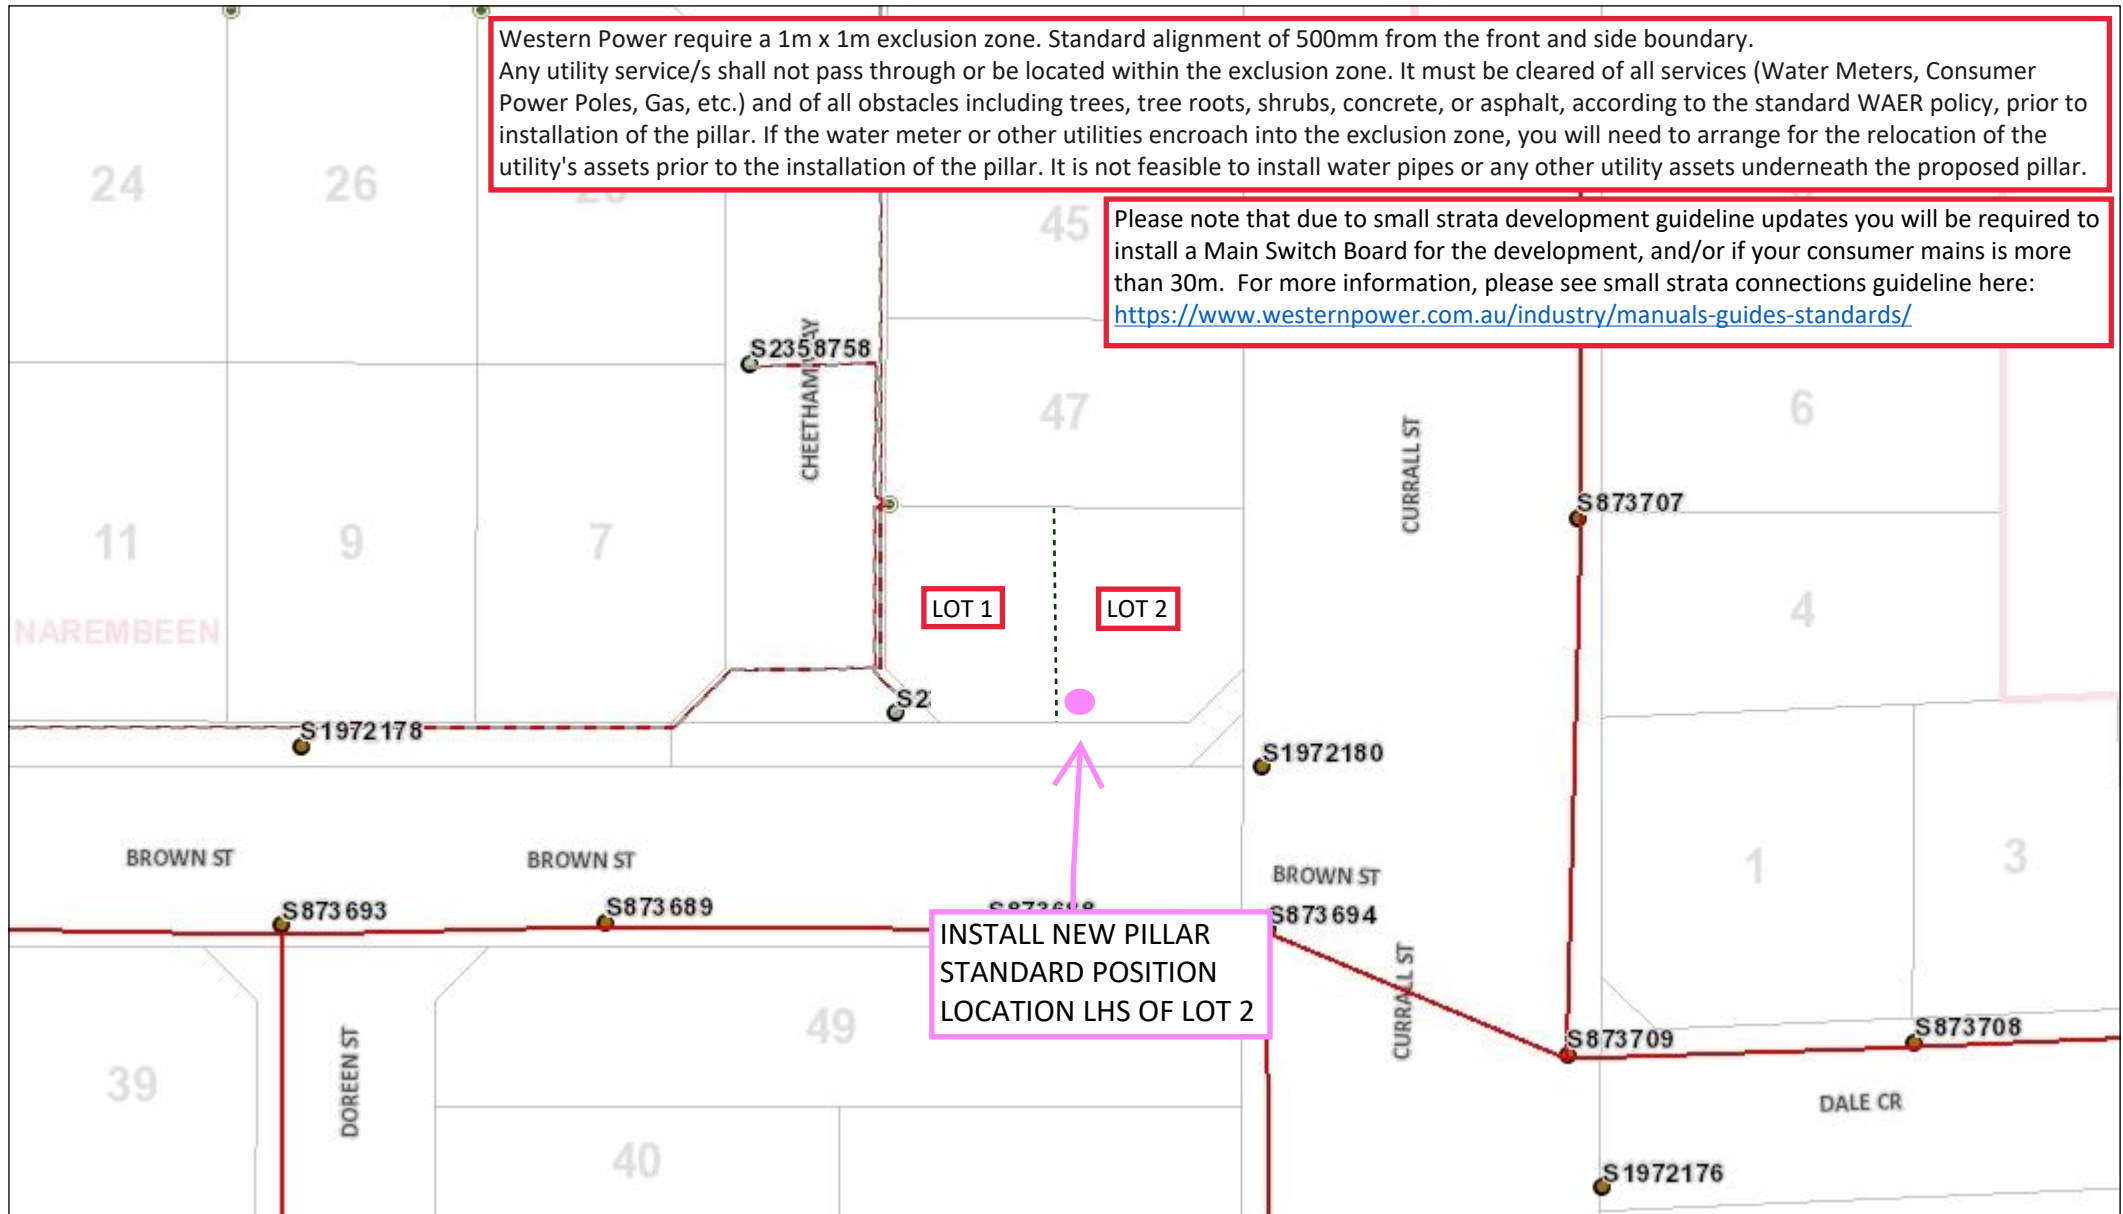 Western Power require a 1m x 1m exclusion zone. Standard alignment of 500mm from the front and side boundary.
Any utility service/s shall not pass through or be located within the exclusion zone. It must be cleared of all services (Water Meters, Consumer
Power Poles, Gas, etc.) and of all obstacles including trees, tree roots, shrubs, concrete, or asphalt, according to the standard WAER policy, prior to
installation of the pillar. If the water meter or other utilities encroach into the exclusion zone, you will need to arrange for the relocation of the
utility's assets prior to the installation of the pillar. It is not feasible to install water pipes or any other utility assets underneath the proposed pillar.
24
26
45
Please note that due to small strata development guideline updates you will be required to
install a Main Switch Board for the development, and/or if your consumer mains is more
than 30m.  For more information, please see small strata connections guideline here:
https://www.westernpower.com.au/industry/manuals-guides-standards/
S2358758
CHEETHAM WAY
47
6
CURRALL ST
S873707
11
9
7
LOT 1
LOT 2
4
NAREMBEEN
S2
S1972178
S1972180
BROWN ST
BROWN ST
BROWN ST
1
3
S873693
S873689
S873694
INSTALL NEW PILLAR
STANDARD POSITION
LOCATION LHS OF LOT 2
CURRALL ST
49
S873709
S873708
39
DOREEN ST
DALE CR
40
S1972176